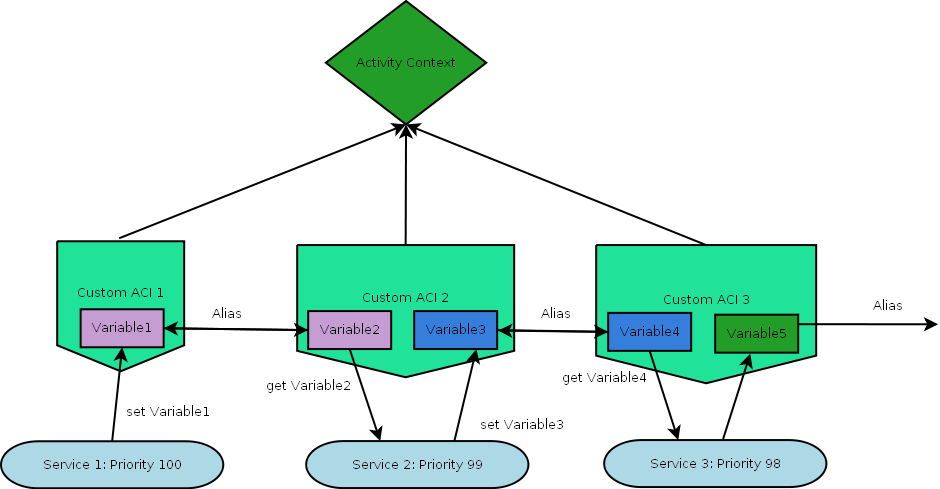 Activity Context
Custom ACI 1
Custom ACI 2
Custom ACI 3
Alias
Alias
Alias
Variable1
Variable2
Variable3
Variable4
Variable5
get Variable2
get Variable4
set Variable1
set Variable3
Service 1: Priority 100
Service 2: Priority 99
Service 3: Priority 98